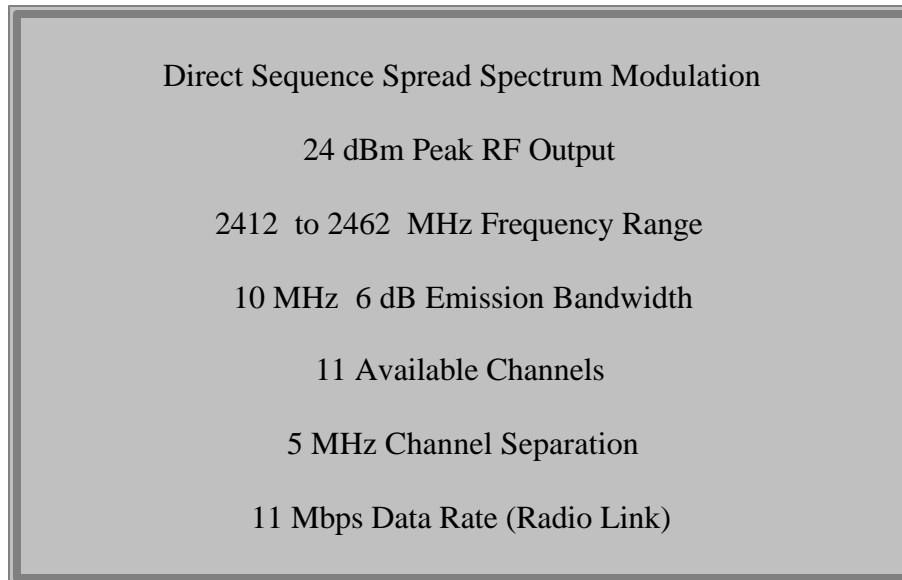 Direct Sequence Spread Spectrum Modulation
24 dBm Peak RF Output
2412 to 2462 MHz Frequency Range
10 MHz 6 dB Emission Bandwidth
11 Available Channels
5 MHz Channel Separation
11 Mbps Data Rate (Radio Link)